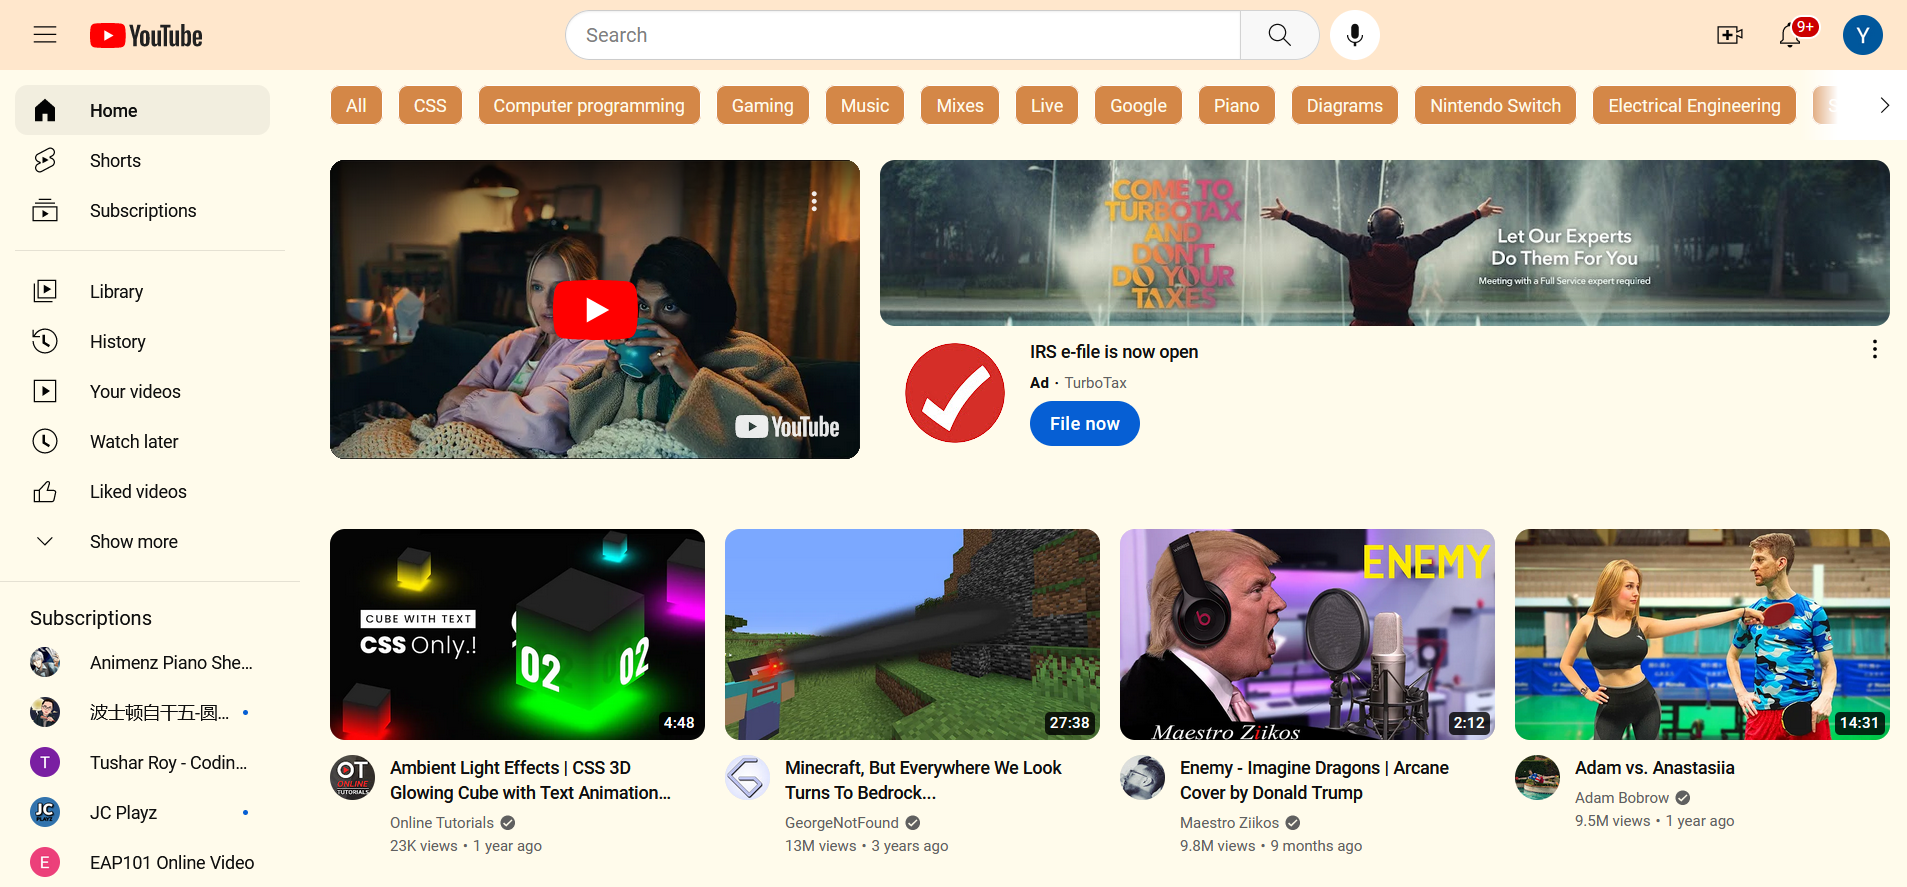 YouTube
Search
9+
Y
Home
Shorts
Subscriptions
Library
History
Your videos
Watch later
Liked videos
Show more
Subscriptions
Animenz Piano She...
波士顿自干五-圆...
T
Tushar Roy - Codin...
JC
PLAYZ
JC Playz
E
EAP101 Online Video
All
CSS
Computer programming
Gaming
Music
Mixes
Live
Google
Piano
Diagrams
Nintendo Switch
Electrical Engineering
YouTube
COME TO
TURBOTAX
AND
DON'T
DO YOUR
TAXES
Let Our Experts
Do Them For You
Meeting with a Full Service expert required
IRS e-file is now open
Ad · TurboTax
File now
CUBE WITH TEXT
CSS Only.!
02
02
4:48
OT
ONLINE
TUTORIALS
Ambient Light Effects | CSS 3D
Glowing Cube with Text Animation...
Online Tutorials
23K views • 1 year ago
27:38
Minecraft, But Everywhere We Look
Turns To Bedrock...
GeorgeNotFound
13M views • 3 years ago
ENEMY
Maestro Ziikos
2:12
Enemy - Imagine Dragons | Arcane
Cover by Donald Trump
Maestro Ziikos
9.8M views • 9 months ago
14:31
Adam vs. Anastasiia
Adam Bobrow
9.5M views • 1 year ago